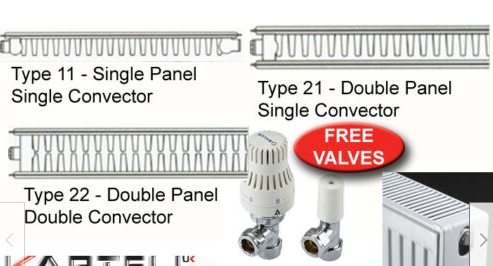 Type 11 - Single Panel
Single Convector
Type 21 - Double Panel
Single Convector
FREE
VALVES
Type 22 - Double Panel
Double Convector
UK